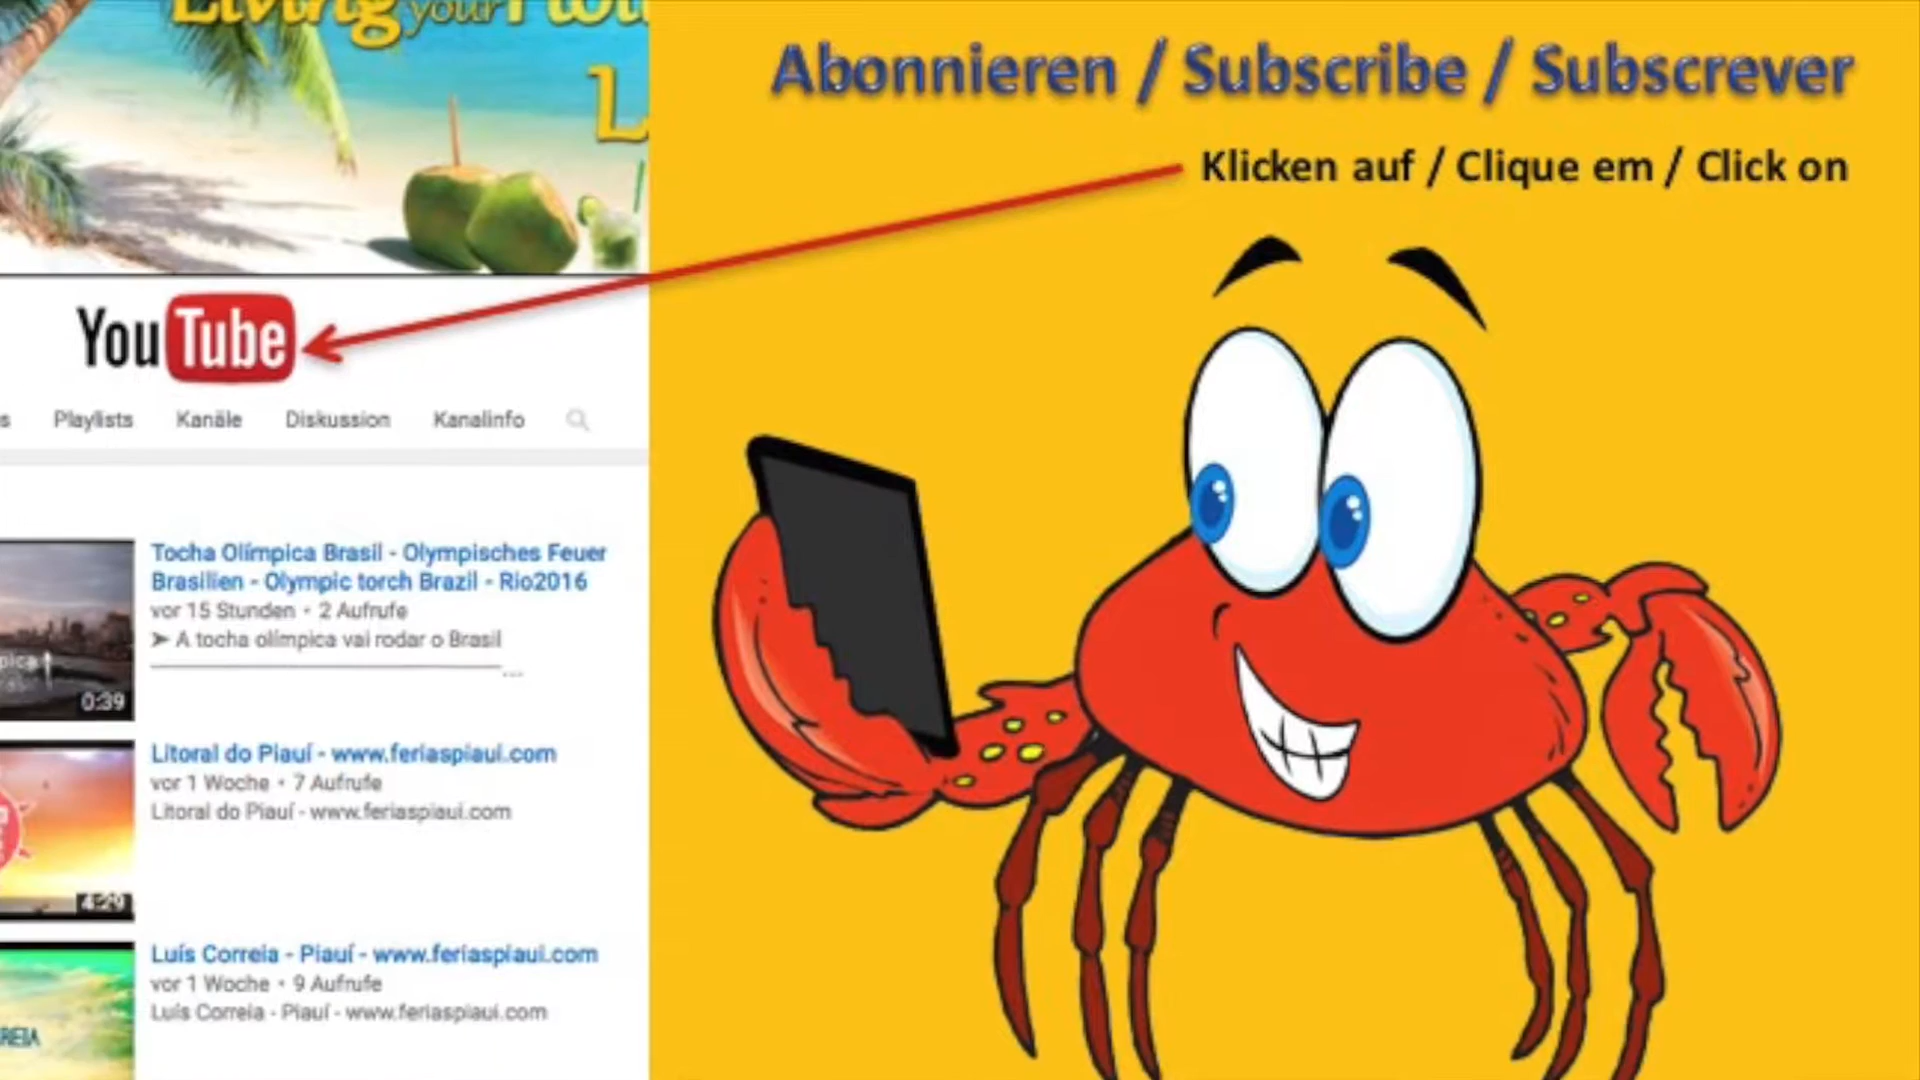 Living your
Abonnieren / Subscribe / Subscrever
Klicken auf / Clique em / Click on
YouTube
Playlists Kanäle Diskussion Kanalinfo
Tocha Olímpica Brasil - Olympisches Feuer
Brasilien - Olympic torch Brazil - Rio2016
vor 15 Stunden • 2 Aufrufe
➤ A tocha olímpica vai rodar o Brasil
...
0:39
Litoral do Piauí - www.feriaspiaui.com
vor 1 Woche • 7 Aufrufe
Litoral do Piauí - www.feriaspiaui.com
4:29
Luís Correia - Piauí - www.feriaspiaui.com
vor 1 Woche • 9 Aufrufe
Luís Correia - Piauí - www.feriaspiaui.com